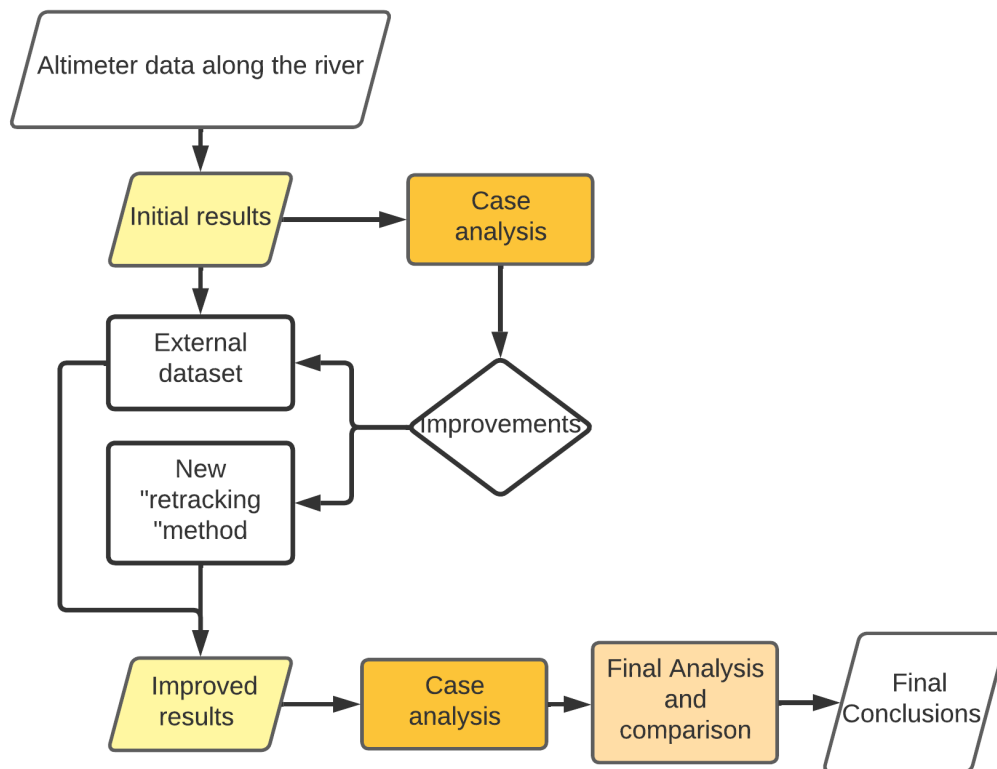 Altimeter data along the river
Initial results
Case
analysis
External
dataset
Improvements
New
"retracking
"method
Improved
results
Case
analysis
Final Analysis
and
comparison
Final
Conclusions